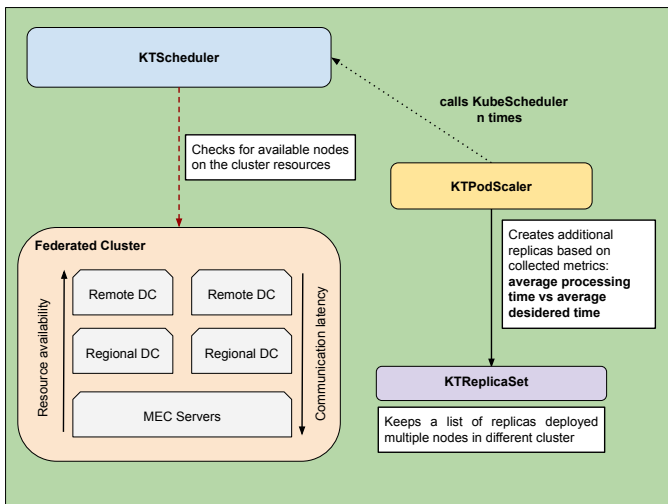 KTScheduler
calls KubeScheduler
n times
Checks for available nodes
on the cluster resources
KTPodScaler
Federated Cluster
Resource availability
Remote DC
Remote DC
Regional DC
Regional DC
MEC Servers
Communication latency
Creates additional
replicas based on
collected metrics:
average processing
time vs average
desidered time
KTReplicaSet
Keeps a list of replicas deployed
multiple nodes in different cluster